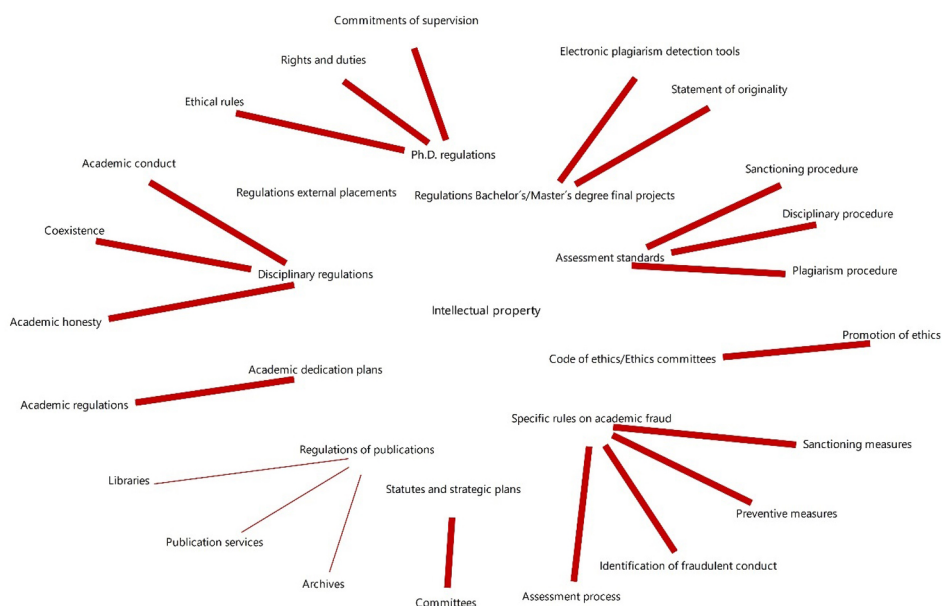 Commitments of supervision
Electronic plagiarism detection tools
Rights and duties
Statement of originality
Ethical rules
Ph.D. regulations
Academic conduct
Sanctioning procedure
Regulations external placements
Regulations Bachelor´s/Master´s degree final projects
Disciplinary procedure
Coexistence
Assessment standards
Disciplinary regulations
Plagiarism procedure
Intellectual property
Academic honesty
Promotion of ethics
Code of ethics/Ethics committees
Academic dedication plans
Academic regulations
Specific rules on academic fraud
Sanctioning measures
Regulations of publications
Libraries
Statutes and strategic plans
Preventive measures
Publication services
Identification of fraudulent conduct
Archives
Assessment process
Committees